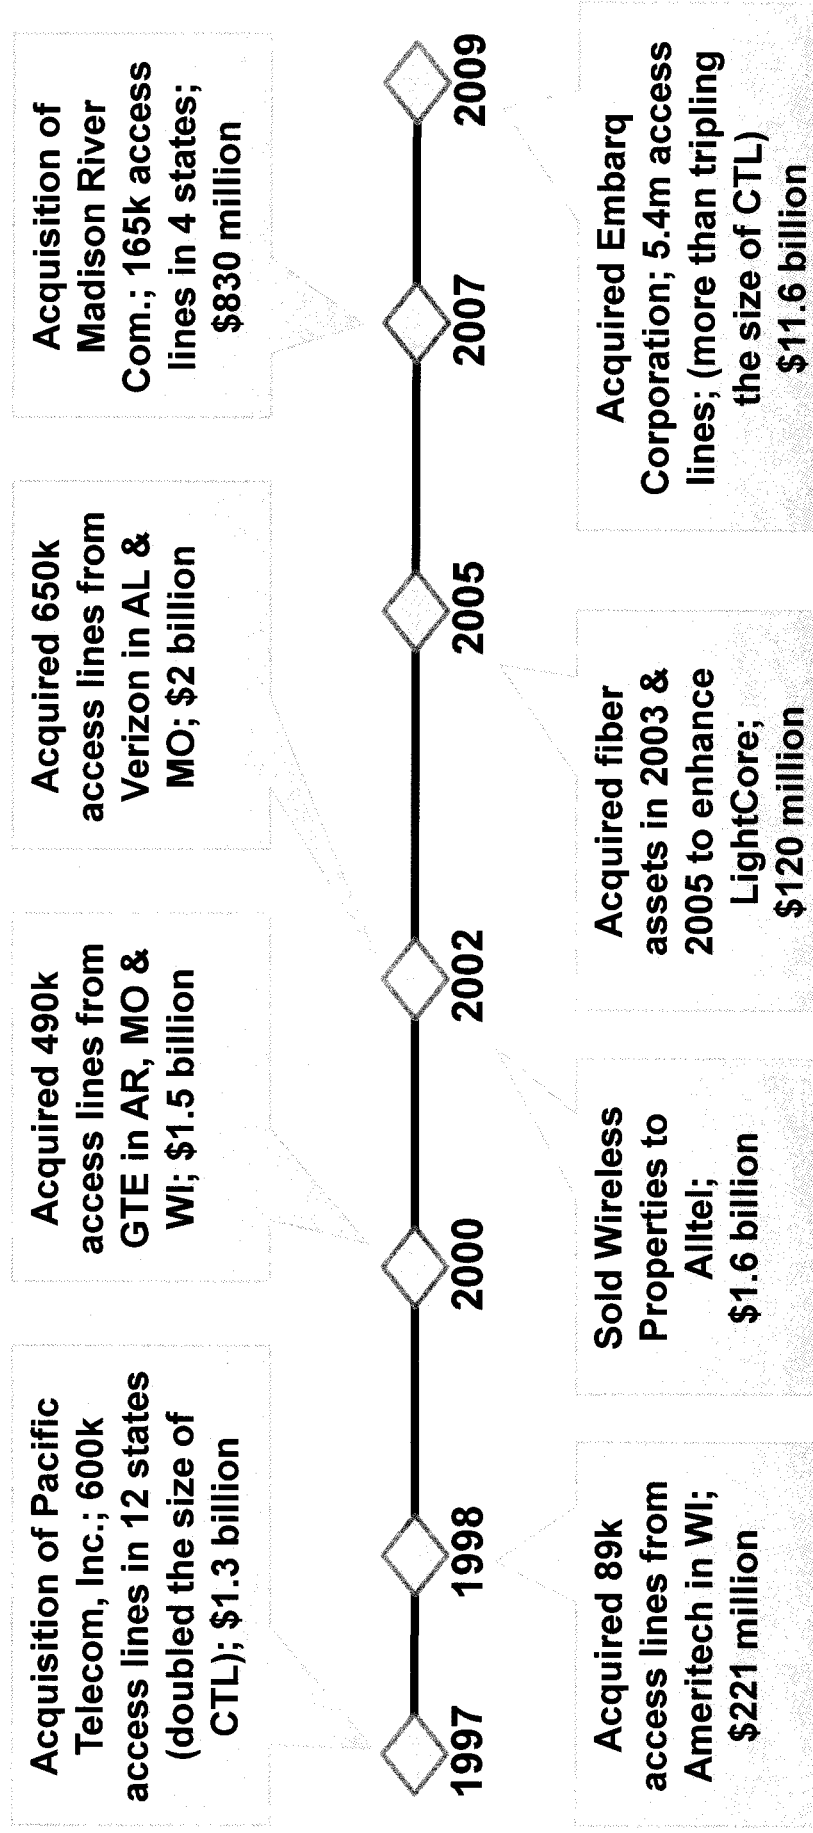 Acquisition of Pacific
Telecom, Inc.; 600k
access lines in 12 states
(doubled the size of
CTL); $1.3 billion
Acquired 490k
access lines from
GTE in AR, MO &
WI; $1.5 billion
Acquired 650k
access lines from
Verizon in AL &
MO; $2 billion
Acquisition of
Madison River
Com.; 165k access
lines in 4 states;
$830 million
1997
1998
2000
2002
2005
2007
2009
Acquired 89k
access lines from
Ameritech in WI;
$221 million
Sold Wireless
Properties to
Alltel;
$1.6 billion
Acquired fiber
assets in 2003 &
2005 to enhance
LightCore;
$120 million
Acquired Embarq
Corporation; 5.4m access
lines; (more than tripling
the size of CTL)
$11.6 billion